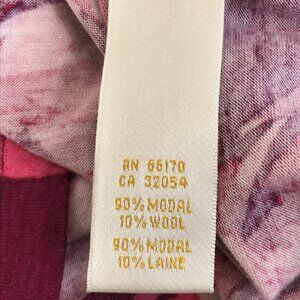 RN 66170
CA 32054
90% MODAL
10% WOOL
90% MODAL
10% LAINE